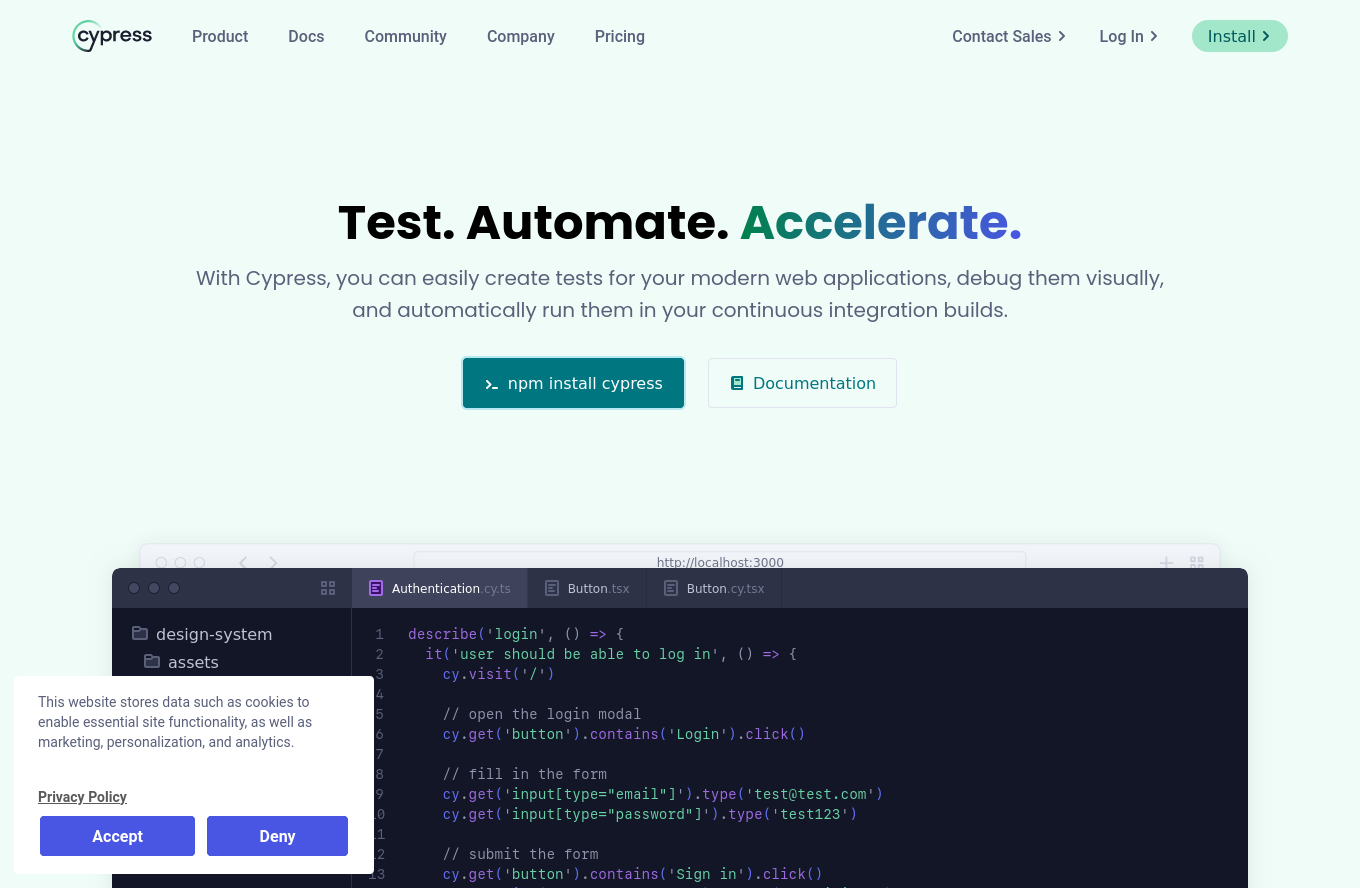 cypress Product Docs Community Company Pricing Contact Sales Log In Install
Test. Automate. Accelerate.
With Cypress, you can easily create tests for your modern web applications, debug them visually,
and automatically run them in your continuous integration builds.
npm install cypress Documentation
http://localhost:3000
Authentication.cy.ts Button.tsx Button.cy.tsx
design-system
assets
1 describe('login', () => {
2 it('user should be able to log in', () => {
3 cy.visit('/')
4
5 // open the login modal
6 cy.get('button').contains('Login').click()
7
8 // fill in the form
9 cy.get('input[type="email"]').type('test@test.com')
10 cy.get('input[type="password"]').type('test123')
11
12 // submit the form
13 cy.get('button').contains('Sign in').click()
This website stores data such as cookies to
enable essential site functionality, as well as
marketing, personalization, and analytics.
Privacy Policy
Accept Deny